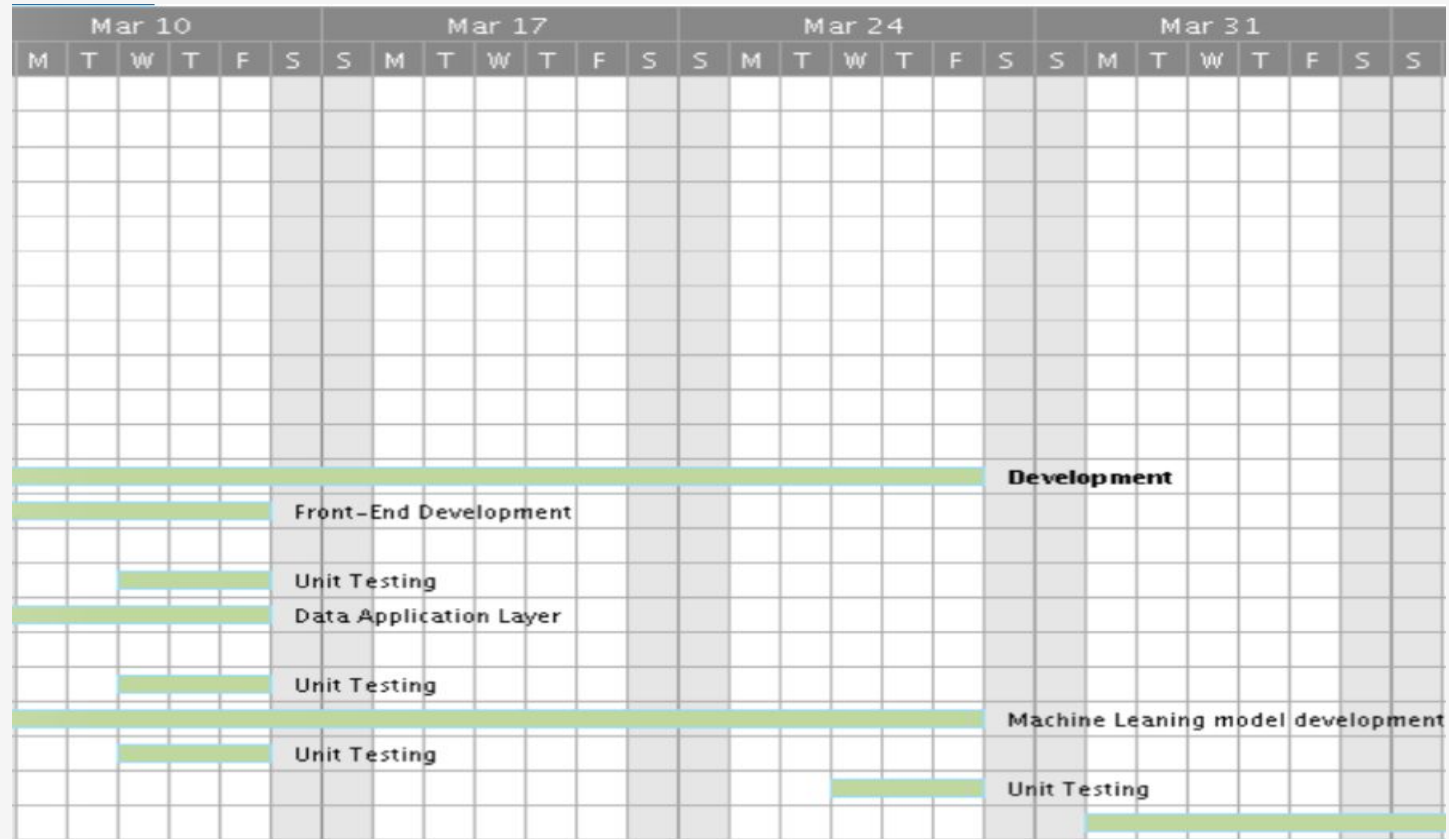 Mar 10 Mar 17 Mar 24 Mar 31
M T W T F S S M T W T F S S M T W T F S S M T W T F S S
Development
Front-End Development
Unit Testing
Data Application Layer
Unit Testing
Machine Leaning model development
Unit Testing
Unit Testing